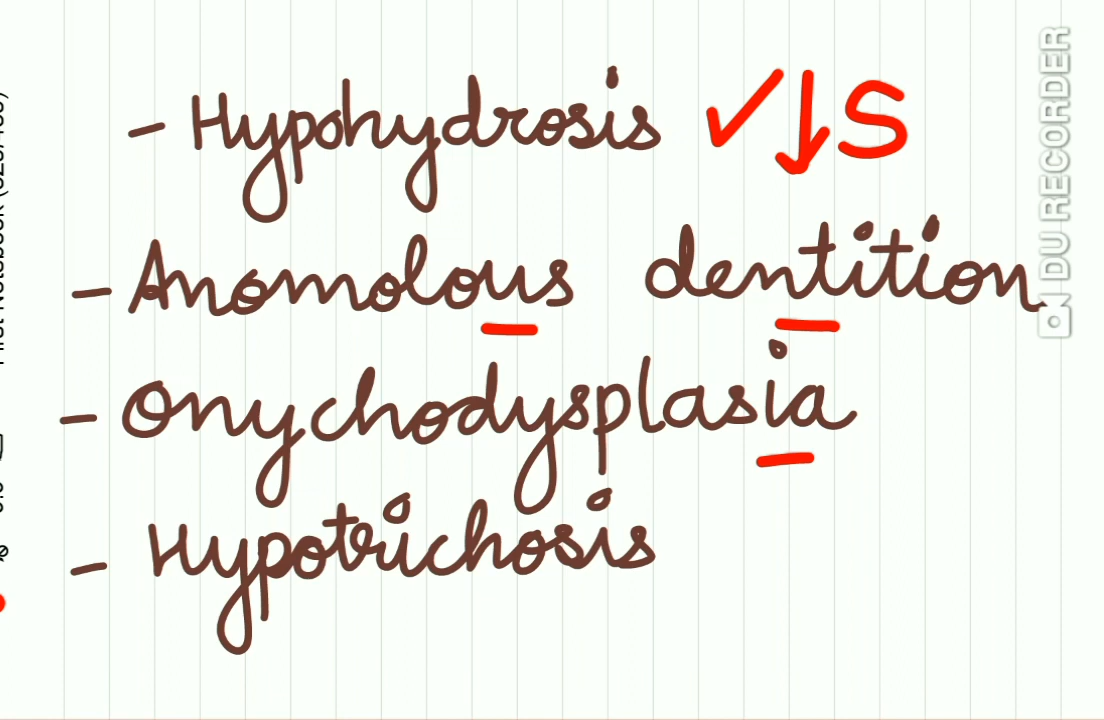 - Hypohydrosis ✓↓S
- Anomolous dentition
- Onychodysplasia
- Hypotrichosis
DU RECORDER